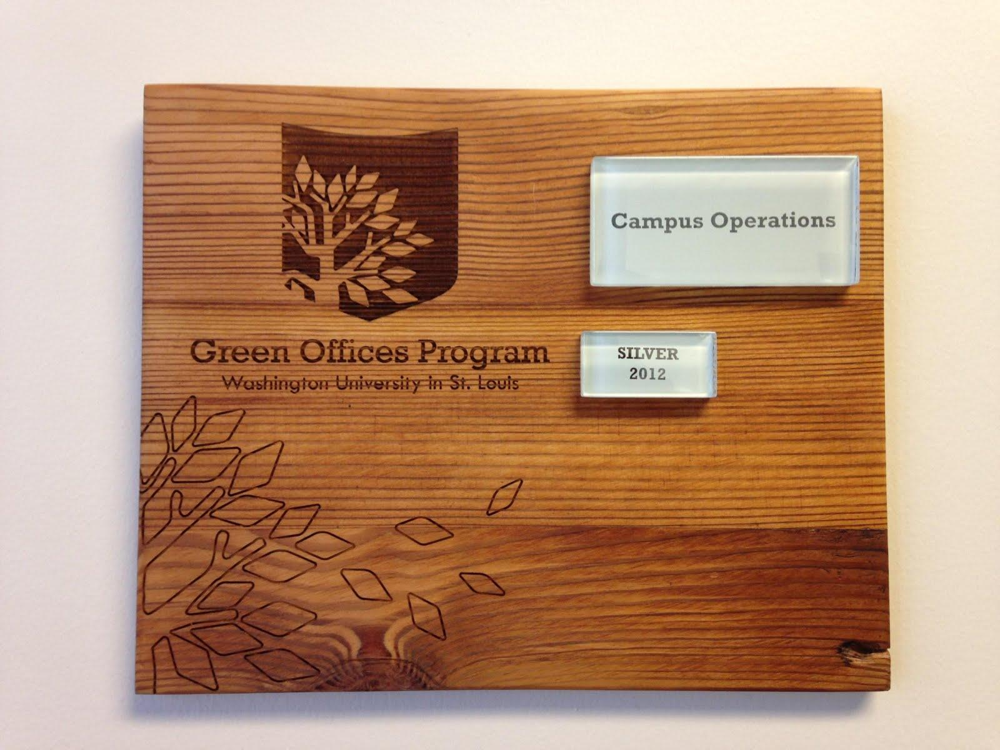 Green Offices Program
Washington University in St. Louis
Campus Operations
SILVER
2012